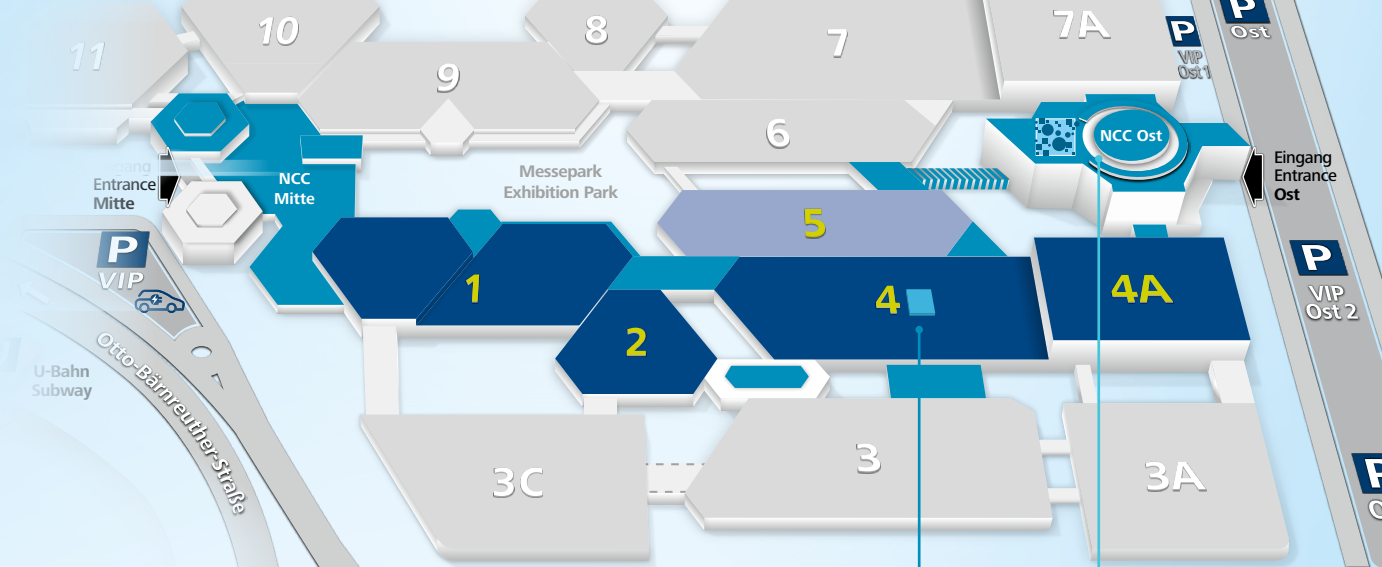 11
10
8
7
7A
P
Ost
P
VIP
Ost 1
9
6
NCC Ost
Eingang
Entrance
Ost
Eingang
Entrance
Mitte
NCC
Mitte
Messepark
Exhibition Park
5
P
VIP
1
4
4A
P
VIP
Ost 2
2
U-Bahn
Subway
Otto-Bärnreuther-Straße
3C
3
3A
P